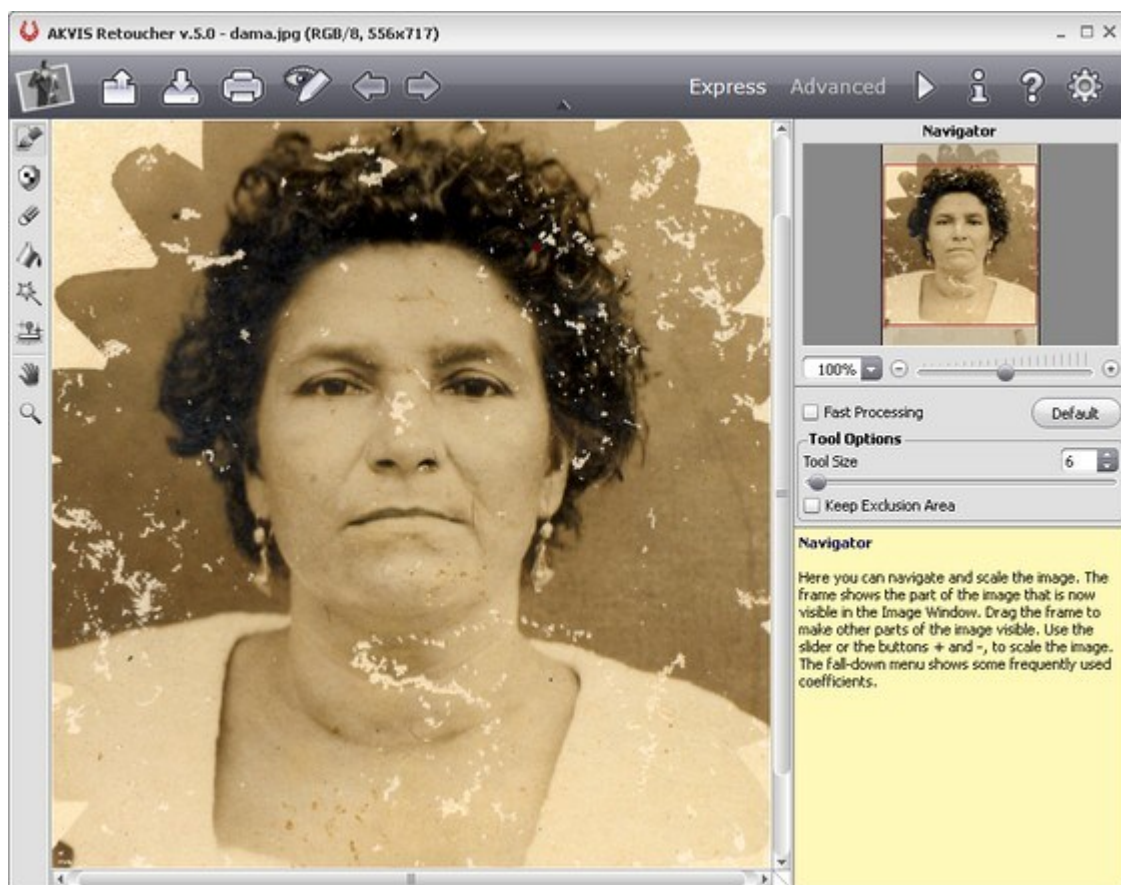 AKVIS Retoucher v.5.0 - dama.jpg (RGB/8, 556x717)
Express Advanced
Navigator
100%
Fast Processing Default
Tool Options
Tool Size 6
Keep Exclusion Area
Navigator
Here you can navigate and scale the image. The
frame shows the part of the image that is now
visible in the Image Window. Drag the frame to
make other parts of the image visible. Use the
slider or the buttons + and -, to scale the image.
The fall-down menu shows some frequently used
coefficients.